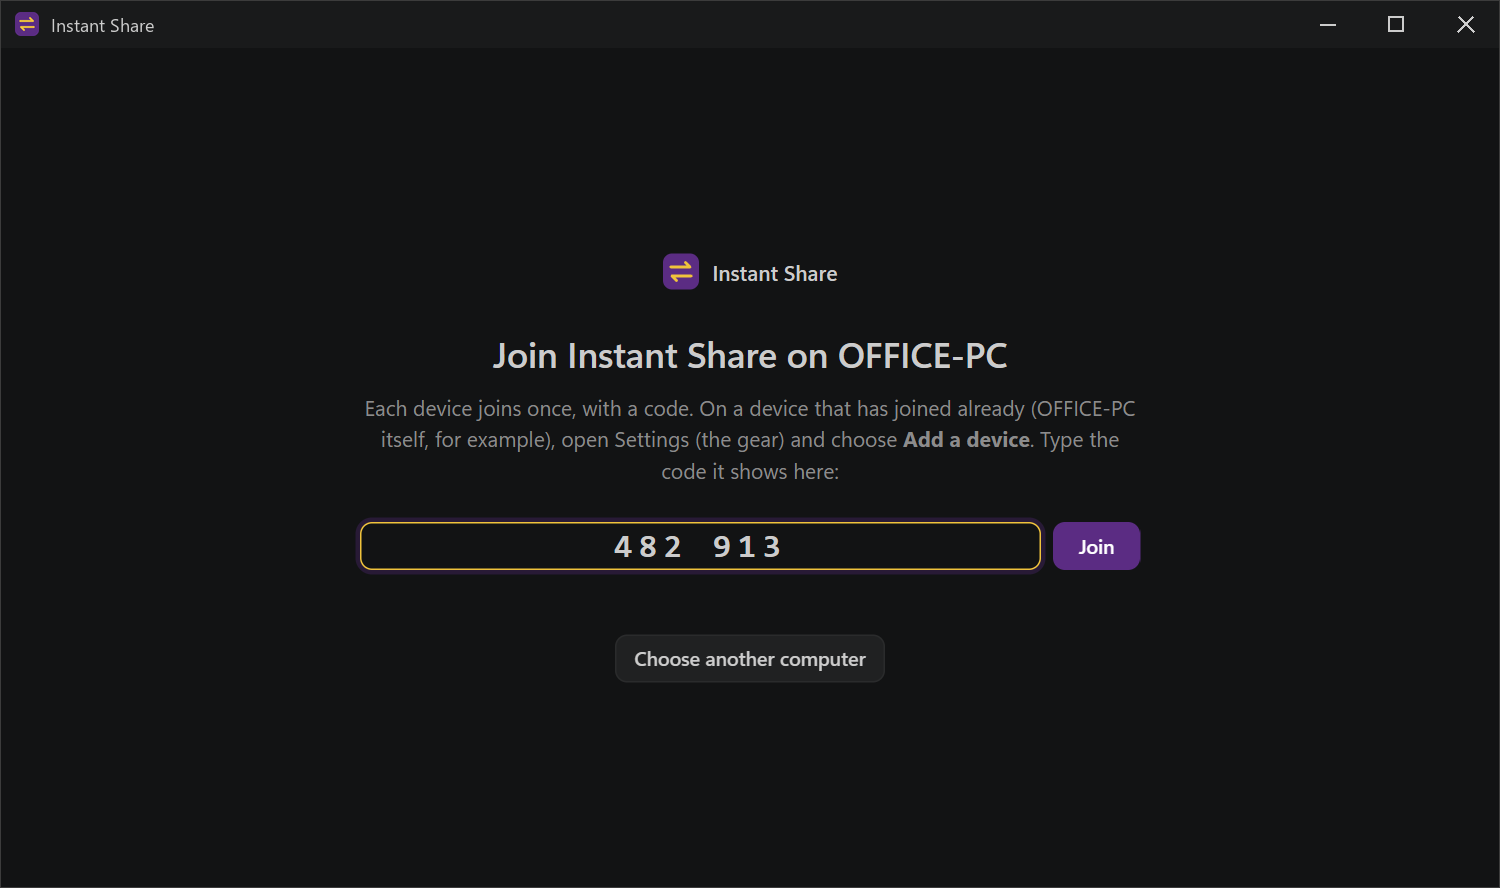 Instant Share
Instant Share
Join Instant Share on OFFICE-PC
Each device joins once, with a code. On a device that has joined already (OFFICE-PC
itself, for example), open Settings (the gear) and choose Add a device. Type the
code it shows here:
482 913
Join
Choose another computer